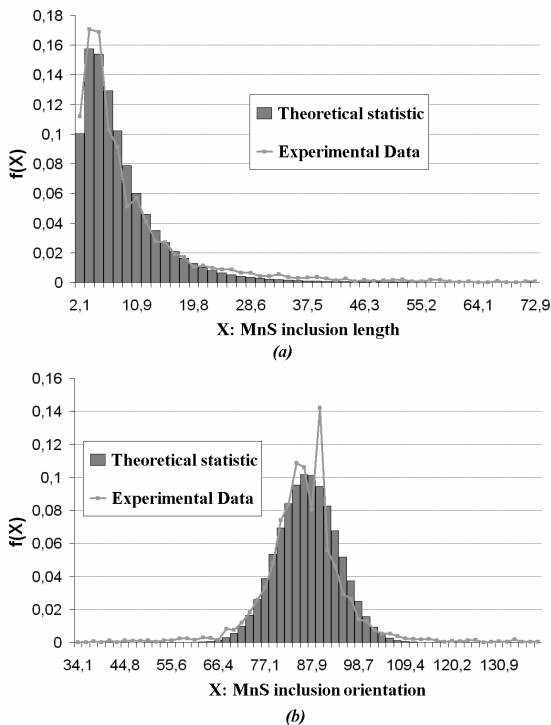 (a)
0,18
0,16
0,14
0,12
0,1
0,08
0,06
0,04
0,02
0
f(X)
Theoretical statistic
Experimental Data
2,1 10,9 19,8 28,6 37,5 46,3 55,2 64,1 72,9
X: MnS inclusion length
(a)
0,16
0,14
0,12
0,1
0,08
0,06
0,04
0,02
0
f(X)
Theoretical statistic
Experimental Data
34,1 44,8 55,6 66,4 77,1 87,9 98,7 109,4 120,2 130,9
X: MnS inclusion orientation
(b)